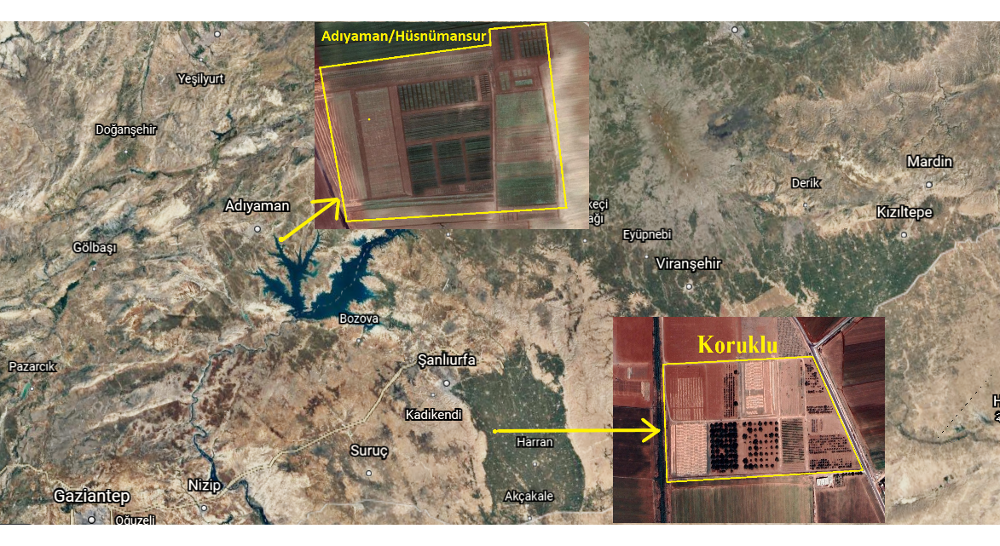 Adıyaman/Hüsnümansur
Yeşilyurt
Doğanşehir
Mardin
Derik
Adıyaman
keçi
ağı
Kızıltepe
Eyüpnebi
Gölbaşı
Viranşehir
Bozova
Koruklu
Şanlıurfa
Pazarcık
H
Kadıkendi
Harran
Suruç
Nizip
Gaziantep
Akçakale
Oğuzeli